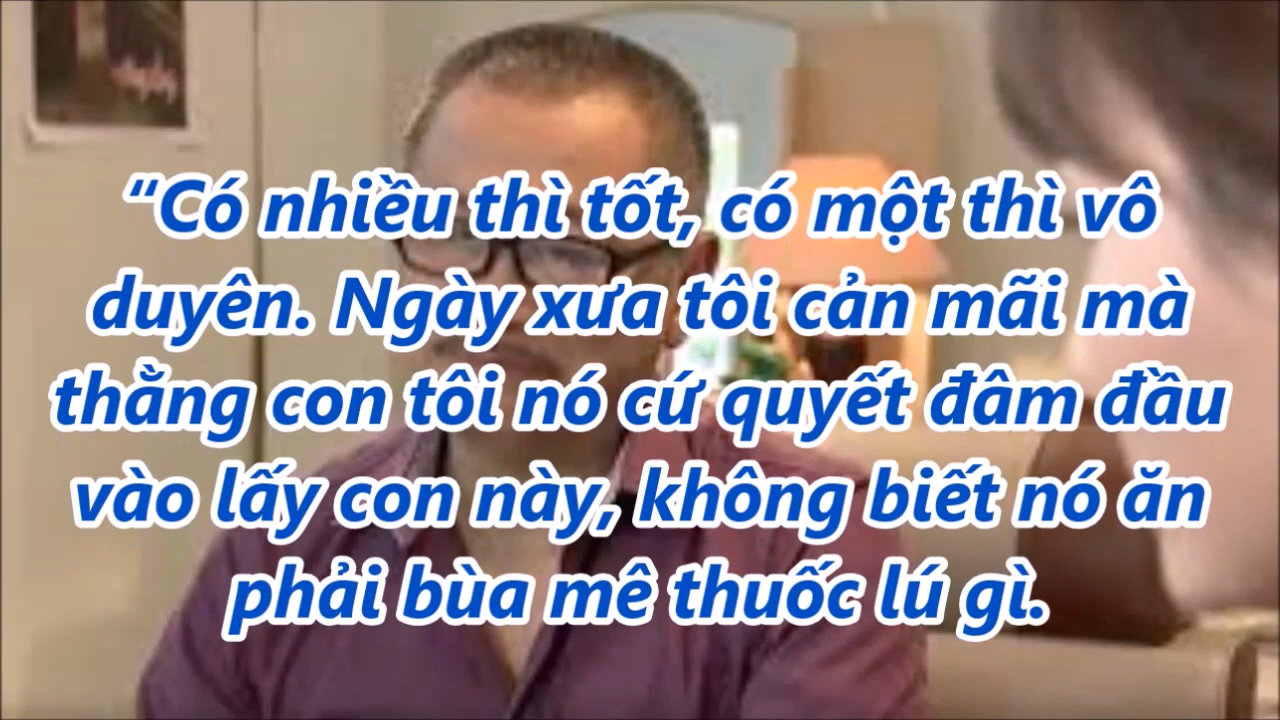 “Có nhiều thì tốt, có một thì vô
duyên. Ngày xưa tôi cản mãi mà
thằng con tôi nó cứ quyết đâm đầu
vào lấy con này, không biết nó ăn
phải bùa mê thuốc lú gì.